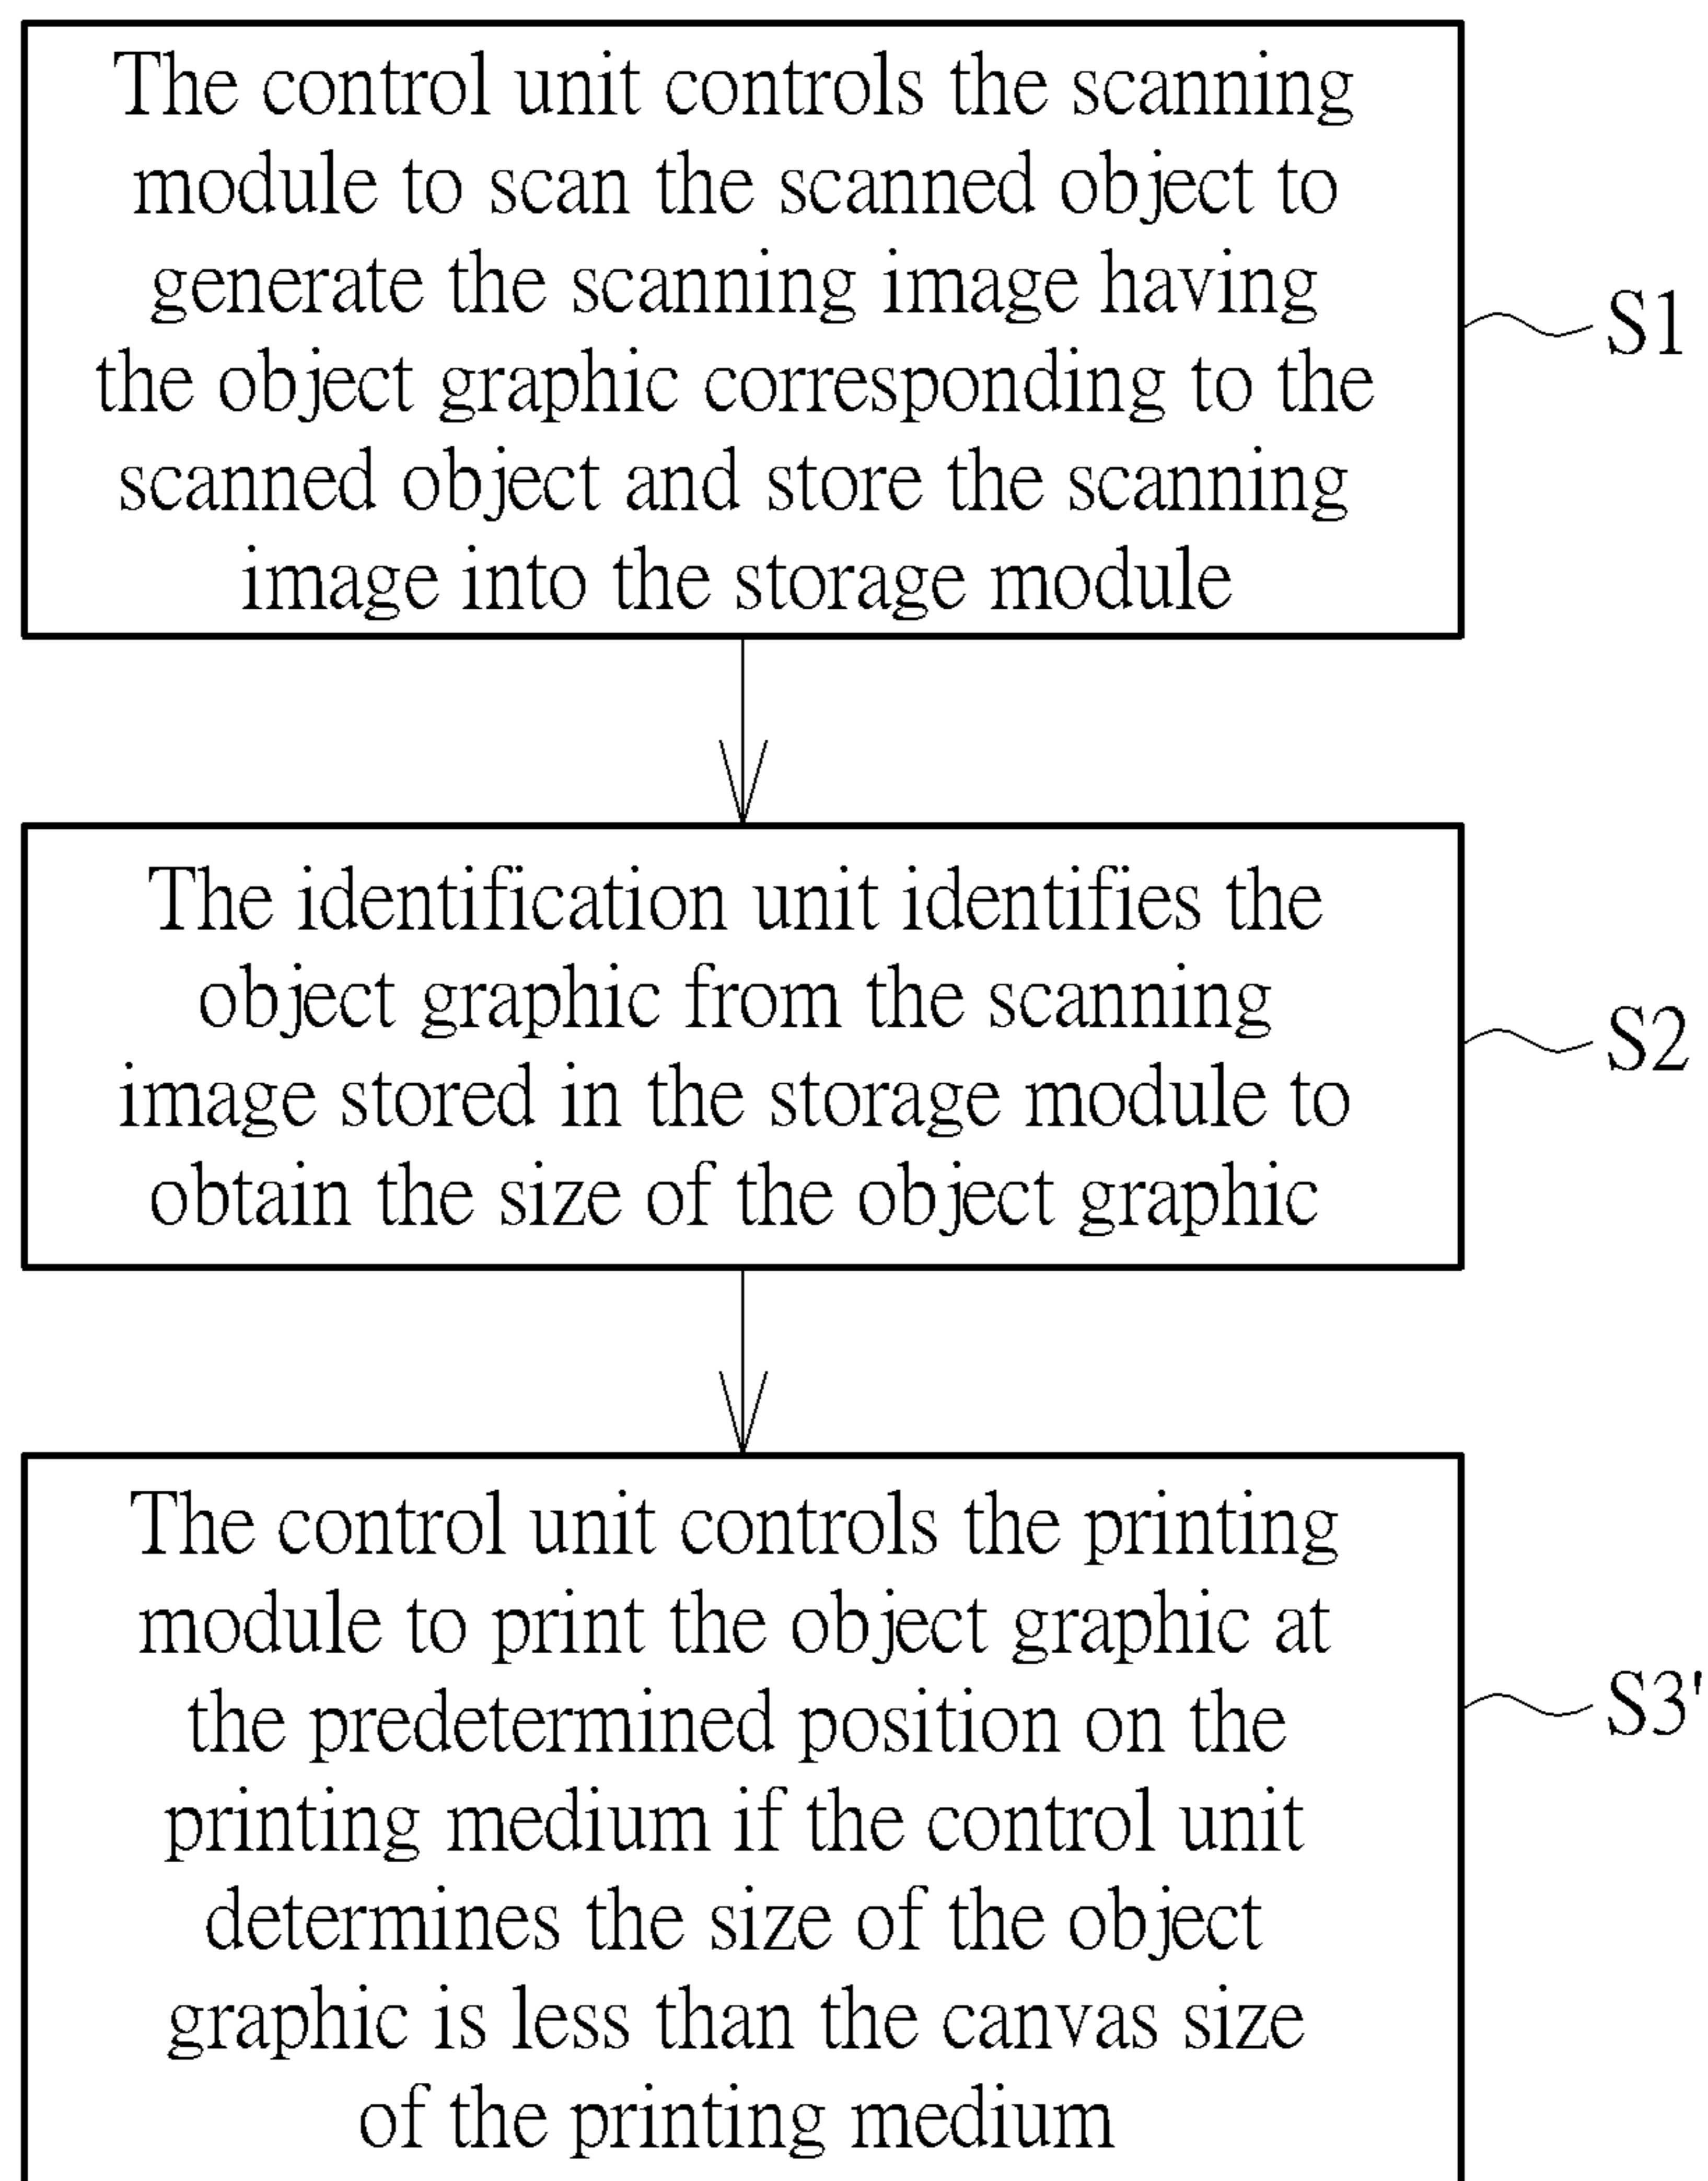 The control unit controls the scanning
module to scan the scanned object to
generate the scanning image having
the object graphic corresponding to the
scanned object and store the scanning
image into the storage module
S1
The identification unit identifies the
object graphic from the scanning
image stored in the storage module to
obtain the size of the object graphic
S2
The control unit controls the printing
module to print the object graphic at
the predetermined position on the
printing medium if the control unit
determines the size of the object
graphic is less than the canvas size
of the printing medium
S3'